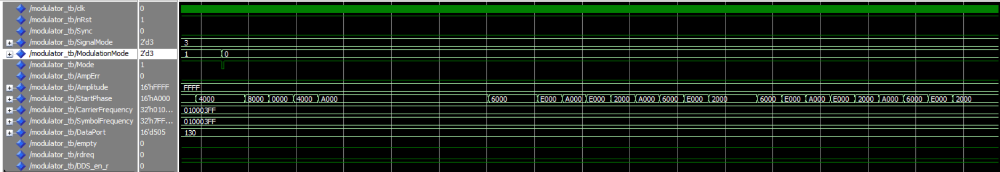 /modulator_tb/clk 0
/modulator_tb/nRst 1
/modulator_tb/Sync 0
/modulator_tb/SignalMode 2'd3 3
/modulator_tb/ModulationMode 2'd3 1 0
/modulator_tb/Mode 1
/modulator_tb/AmpErr 0
/modulator_tb/Amplitude 16'hFFFF FFFF
/modulator_tb/StartPhase 16'hA000 4000 8000 0000 4000 A000 6000 E000 A000 E000 2000 A000 6000 E000 2000 6000 E000 A000 E000 2000 A000 6000 E000 2000
/modulator_tb/CarrierFrequency 32'h010... 010003FF
/modulator_tb/SymbolFrequency 32'h7FF... 010003FF
/modulator_tb/DataPort 16'd505 130
/modulator_tb/empty 0
/modulator_tb/rdreq 0
/modulator_tb/DDS_en_r 0